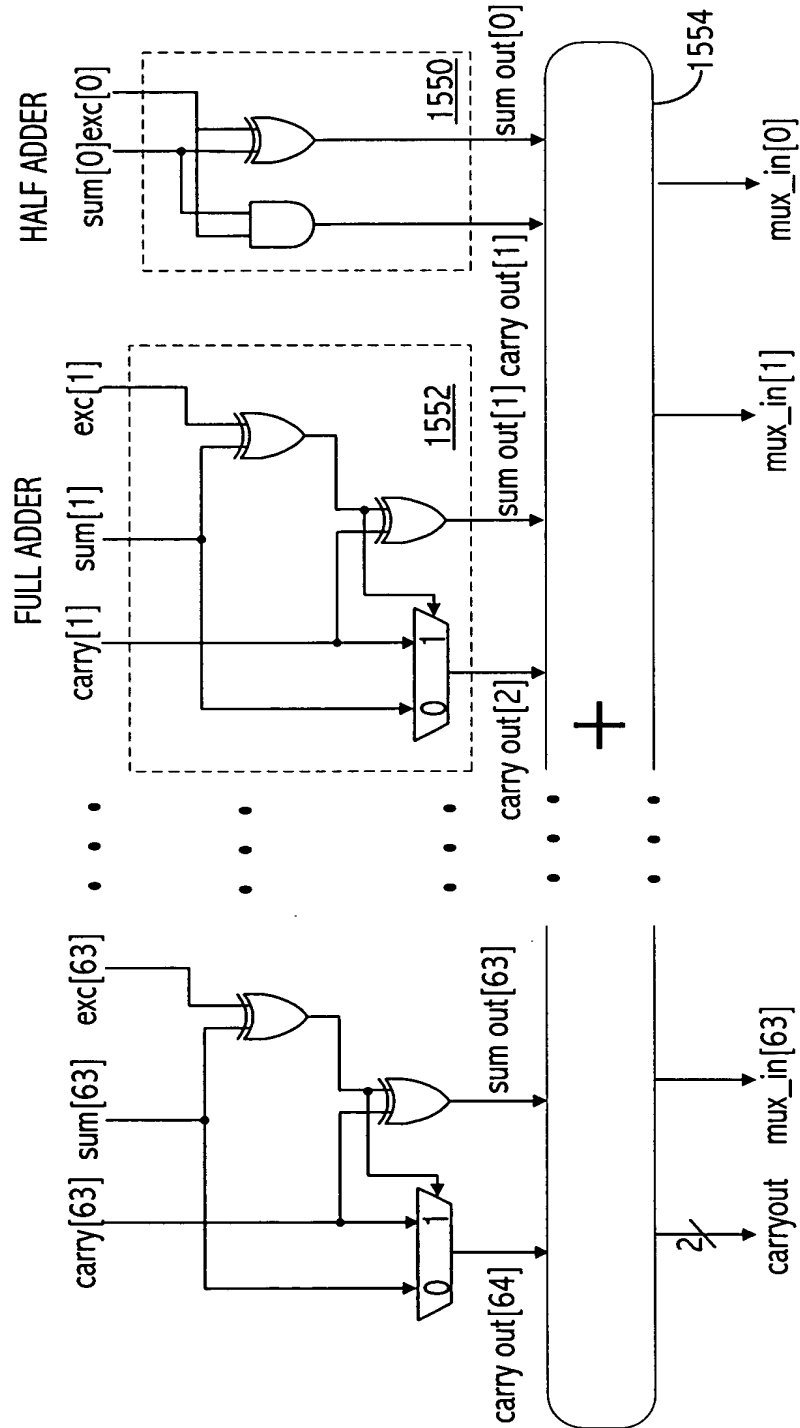 HALF ADDER
sum[0] exc[0]
1550
sum out[0]
carry out[1]
1554
mux_in[0]
FULL ADDER
carry[1] sum[1] exc[1]
1552
0 1
carry out[2] sum out[1]
+
mux_in[1]
carry[63] sum[63] exc[63]
0 1
carry out[64] sum out[63]
2
carryout mux_in[63]